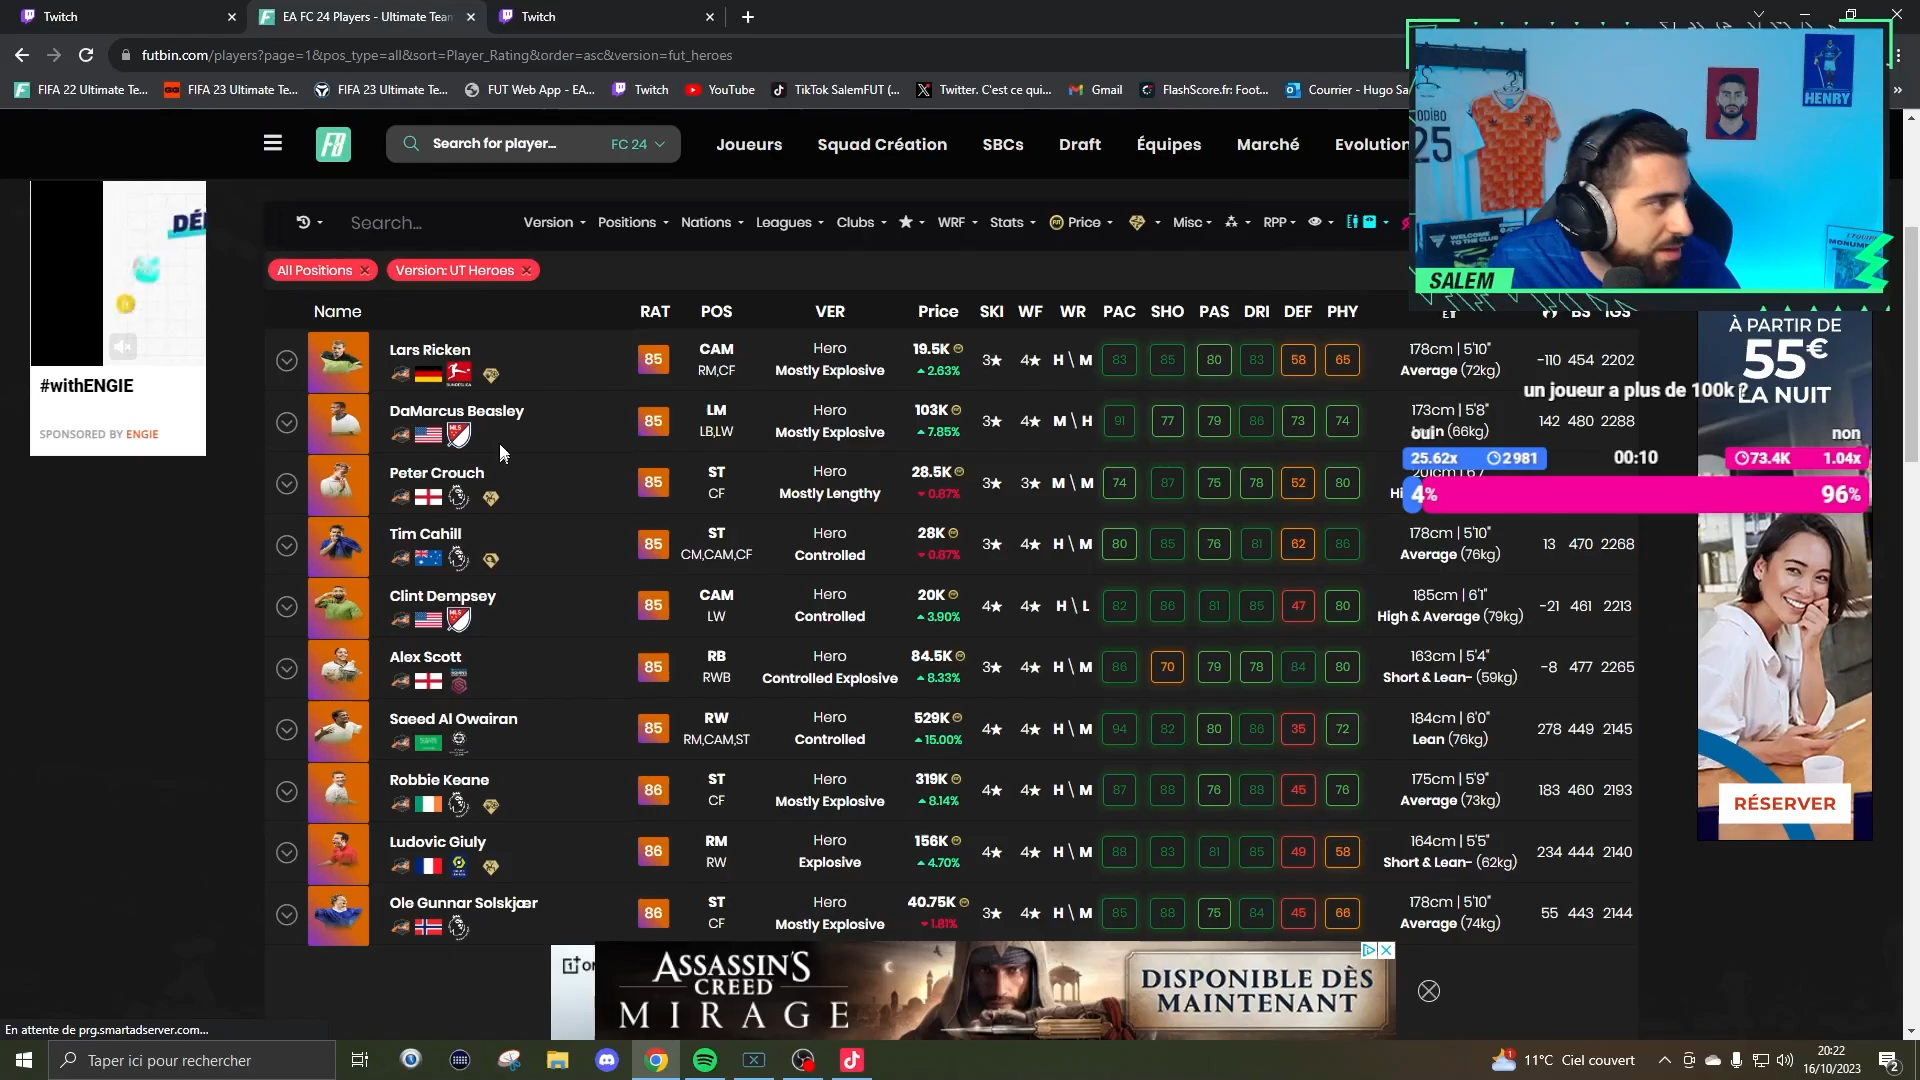 Twitch
EA FC 24 Players - Ultimate Team
Twitch
futbin.com/players?page=1&pos_type=all&sort=Player_Rating&order=asc&version=fut_heroes
FIFA 22 Ultimate Te...
FIFA 23 Ultimate Te...
FIFA 23 Ultimate Te...
FUT Web App - EA...
Twitch
YouTube
TikTok SalemFUT (...
Twitter. C'est ce qui...
Gmail
FlashScore.fr: Foot...
Courrier - Hugo Sa
Search for player...
FC 24
Joueurs
Squad Création
SBCs
Draft
Équipes
Marché
Evolution
HENRY
25
WELCOME TO THE CLUB
SALEM
Search...
Version
Positions
Nations
Leagues
Clubs
WRF
Stats
Price
Misc
RPP
All Positions ×
Version: UT Heroes ×
Name RAT POS VER Price SKI WF WR PAC SHO PAS DRI DEF PHY
Lars Ricken 85 CAM Hero 19.5K 3★ 4★ H \ M 83 85 80 83 58 65 178cm | 5'10" -110 454 2202
RM,CF Mostly Explosive 2.63% Average (72kg)
DaMarcus Beasley 85 LM Hero 103K 3★ 4★ M \ H 91 77 79 86 73 74 173cm | 5'8" 142 480 2288
LB,LW Mostly Explosive 7.85% (66kg)
Peter Crouch 85 ST Hero 28.5K 3★ 3★ M \ M 74 87 75 78 52 80
CF Mostly Lengthy 0.87%
Tim Cahill 85 ST Hero 28K 3★ 4★ H \ M 80 85 76 81 62 86 178cm | 5'10" 13 470 2268
CM,CAM,CF Controlled 0.87% Average (76kg)
Clint Dempsey 85 CAM Hero 20K 4★ 4★ H \ L 82 86 81 85 47 80 185cm | 6'1" -21 461 2213
LW Controlled 3.90% High & Average (79kg)
Alex Scott 85 RB Hero 84.5K 3★ 4★ H \ M 86 70 79 78 84 80 163cm | 5'4" -8 477 2265
RWB Controlled Explosive 8.33% Short & Lean- (59kg)
Saeed Al Owairan 85 RW Hero 529K 4★ 4★ H \ M 94 82 80 86 35 72 184cm | 6'0" 278 449 2145
RM,CAM,ST Controlled 15.00% Lean (76kg)
Robbie Keane 86 ST Hero 319K 4★ 4★ H \ M 87 88 76 88 45 76 175cm | 5'9" 183 460 2193
CF Mostly Explosive 8.14% Average (73kg)
Ludovic Giuly 86 RM Hero 156K 4★ 4★ H \ M 88 83 81 85 49 58 164cm | 5'5" 234 444 2140
RW Explosive 4.70% Short & Lean- (62kg)
Ole Gunnar Solskjær 86 ST Hero 40.75K 3★ 4★ H \ M 85 88 75 84 45 66 178cm | 5'10" 55 443 2144
CF Mostly Explosive 1.81% Average (74kg)
un joueur a plus de 100k ?
oui non
25.62x 2981 00:10 73.4K 1.04x
4% 96%
#withENGIE
SPONSORED BY ENGIE
À PARTIR DE
55€
LA NUIT
RÉSERVER
ASSASSIN'S
CREED
MIRAGE
DISPONIBLE DÈS
MAINTENANT
En attente de prg.smartadserver.com...
Taper ici pour rechercher
11°C Ciel couvert
20:22
16/10/2023
2